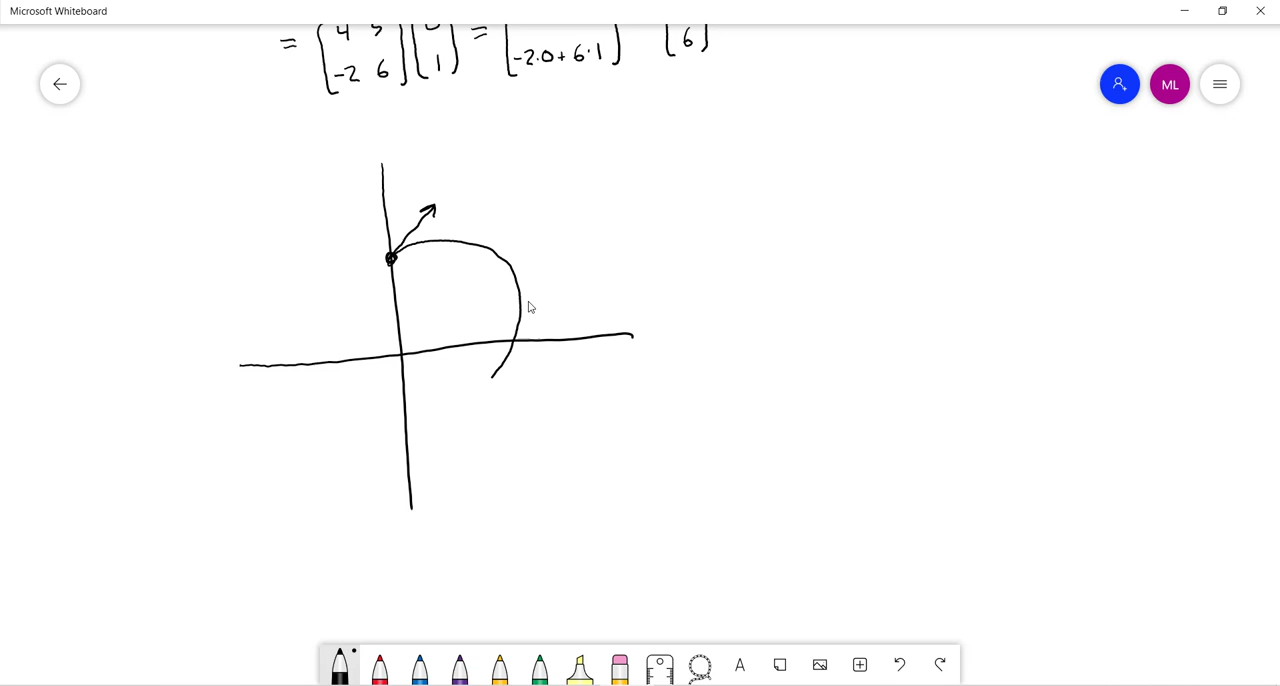 Microsoft Whiteboard
ML
= [4 5
-2 6] [0
1] = [
-2·0 + 6·1] [
6]
A